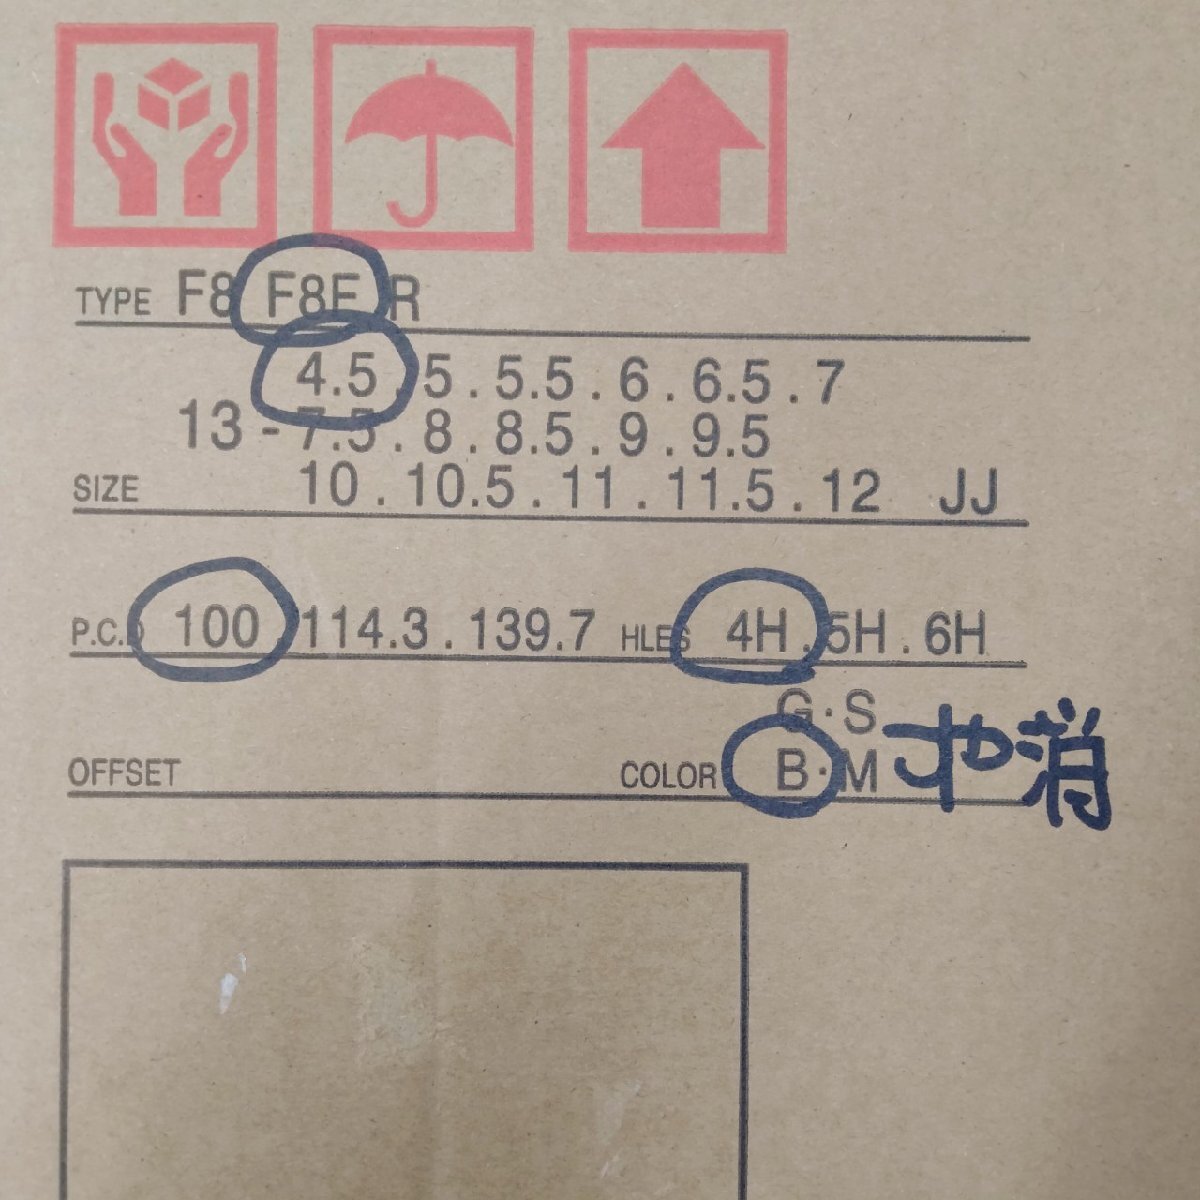 TYPE F8 F8F R
4.5 . 5 . 5.5 . 6 . 6.5 . 7
13 - 7.5 . 8 . 8.5 . 9 . 9.5
SIZE 10 . 10.5 . 11 . 11.5 . 12 JJ
P.C.D 100 . 114.3 . 139.7 HLES 4H . 5H . 6H
G・S
OFFSET COLOR B・M ヤ消